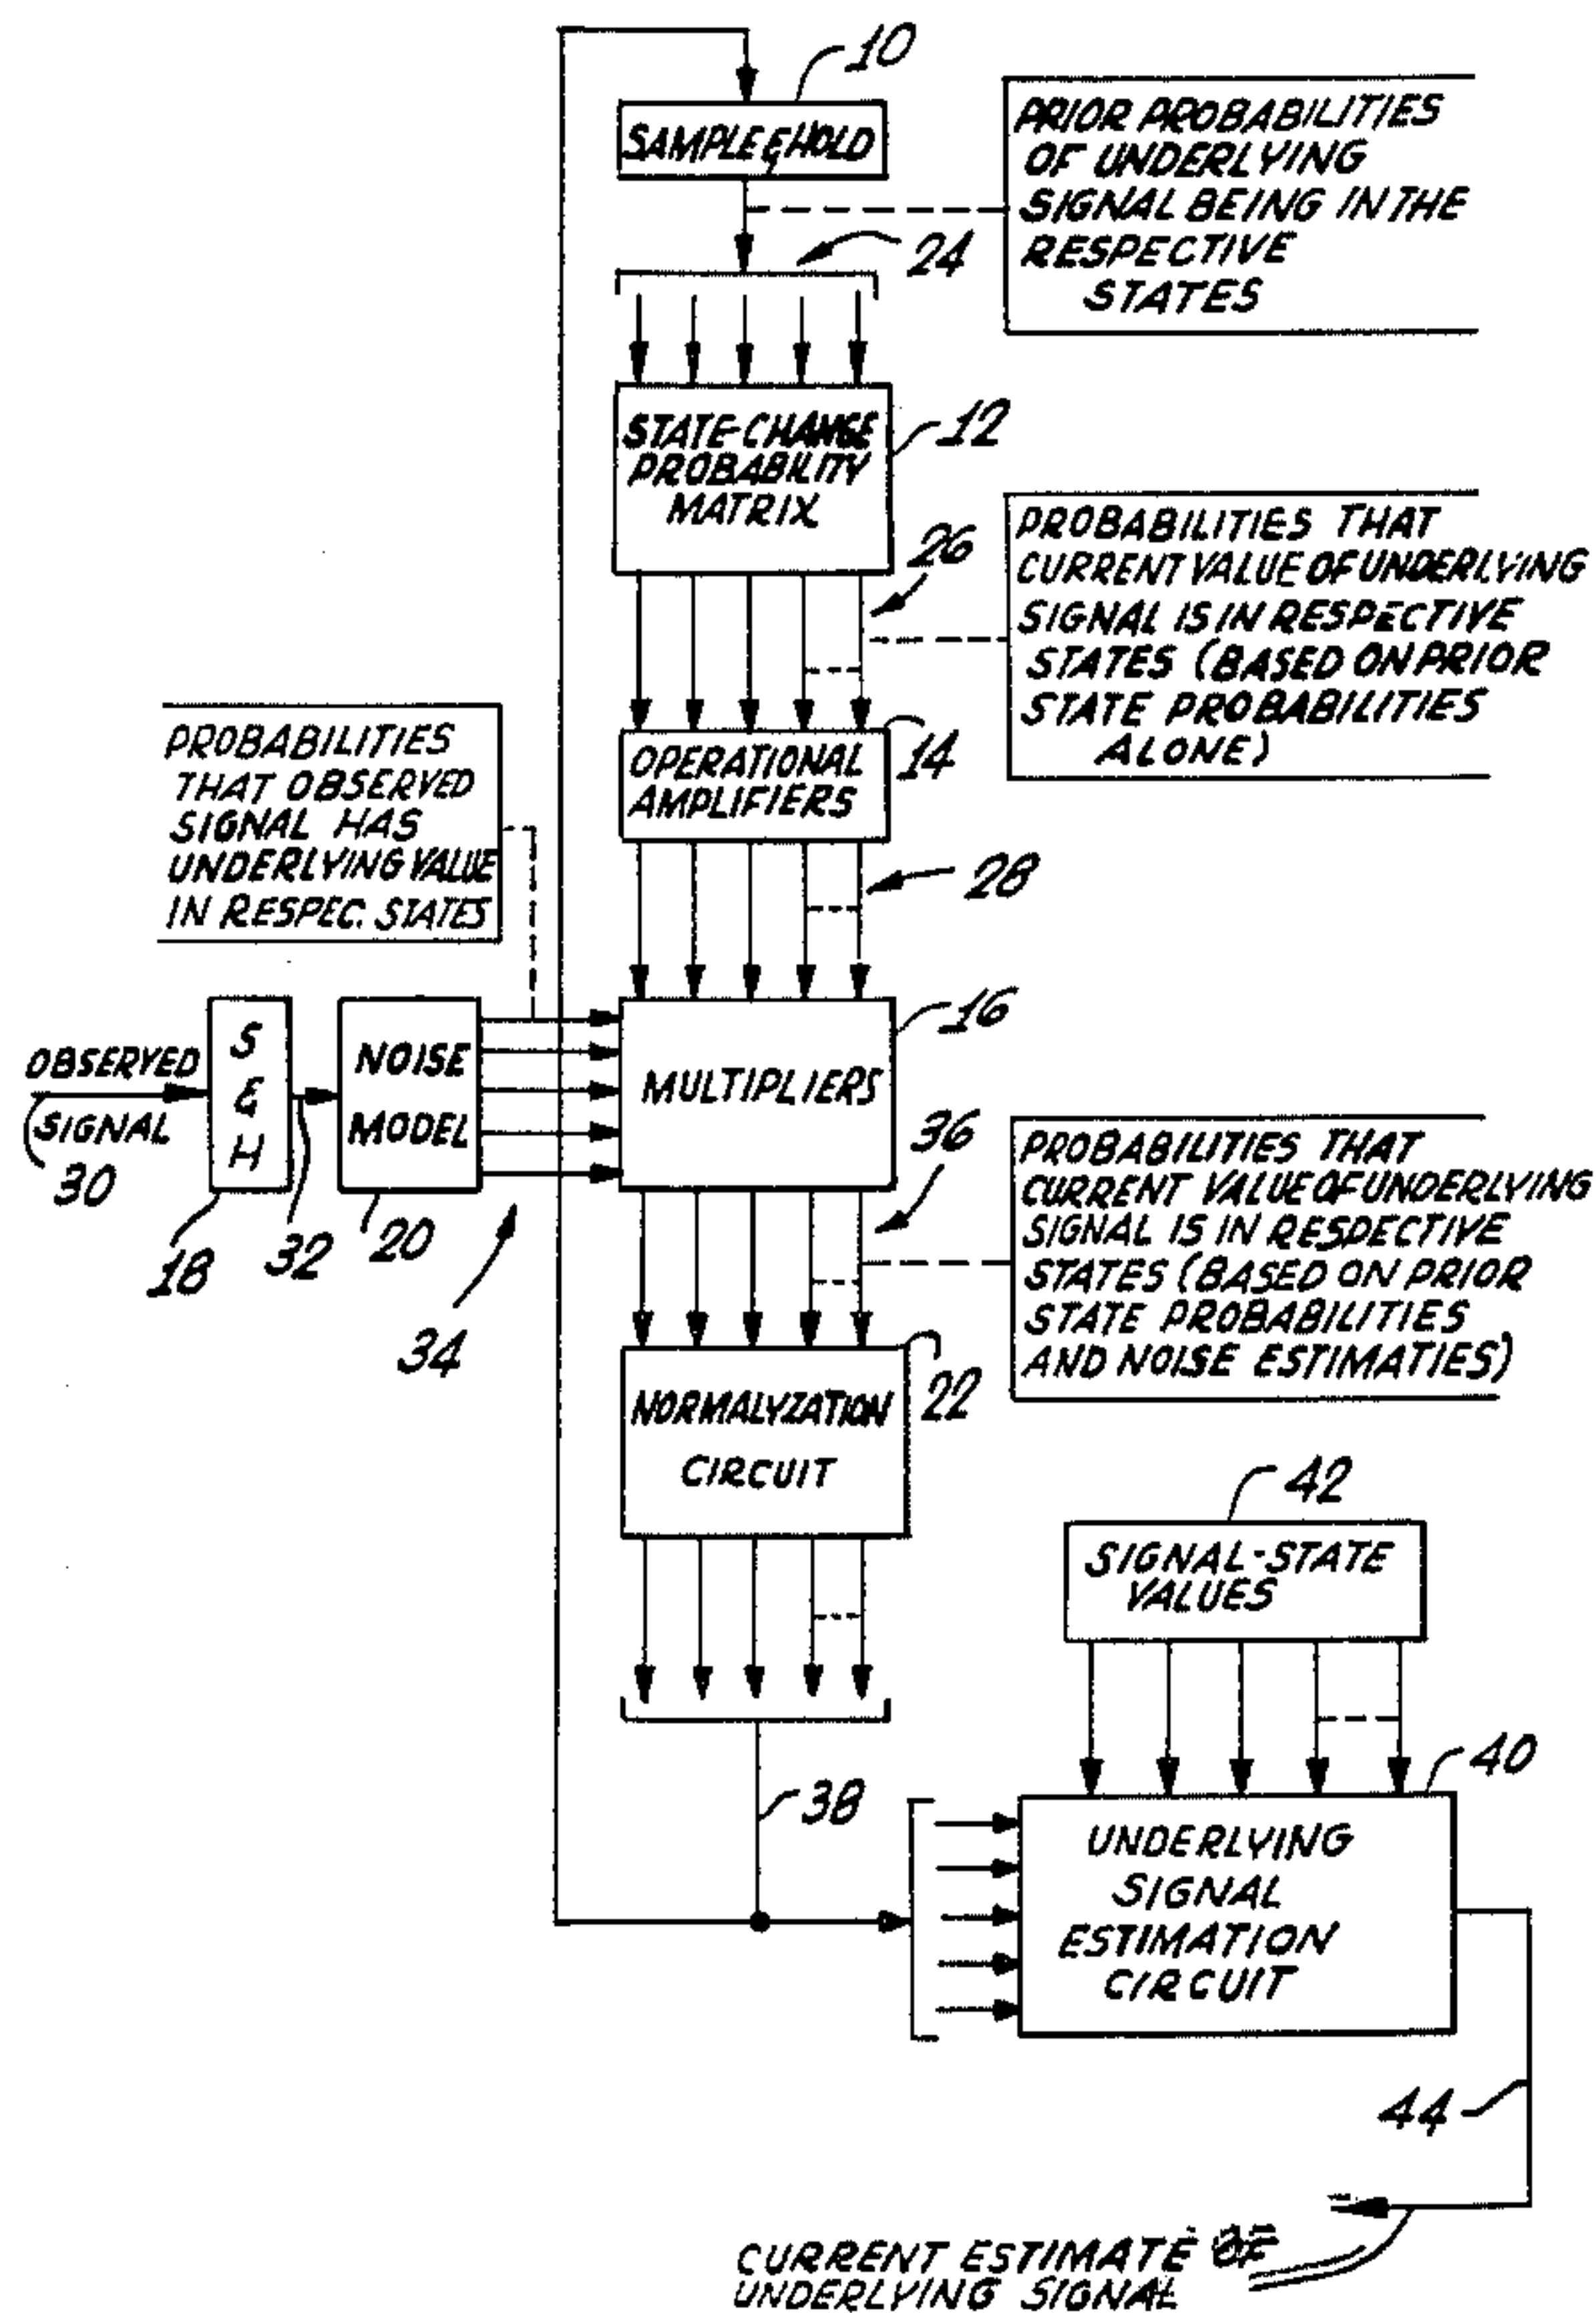 10
SAMPLE & HOLD
PRIOR PROBABILITIES
OF UNDERLYING
SIGNAL BEING IN THE
RESPECTIVE
STATES
24
STATE-CHANGE
PROBABILITY
MATRIX
12
26
PROBABILITIES THAT
CURRENT VALUE OF UNDERLYING
SIGNAL IS IN RESPECTIVE
STATES (BASED ON PRIOR
STATE PROBABILITIES
ALONE)
PROBABILITIES
THAT OBSERVED
SIGNAL HAS
UNDERLYING VALUE
IN RESPEC. STATES
OPERATIONAL
AMPLIFIERS
14
28
OBSERVED
SIGNAL
30
S
&
H
18
32
NOISE
MODEL
20
34
MULTIPLIERS
16
36
PROBABILITIES THAT
CURRENT VALUE OF UNDERLYING
SIGNAL IS IN RESPECTIVE
STATES (BASED ON PRIOR
STATE PROBABILITIES
AND NOISE ESTIMATIES)
NORMALYZATION
CIRCUIT
22
42
SIGNAL-STATE
VALUES
38
40
UNDERLYING
SIGNAL
ESTIMATION
CIRCUIT
44
CURRENT ESTIMATE OF
UNDERLYING SIGNAL